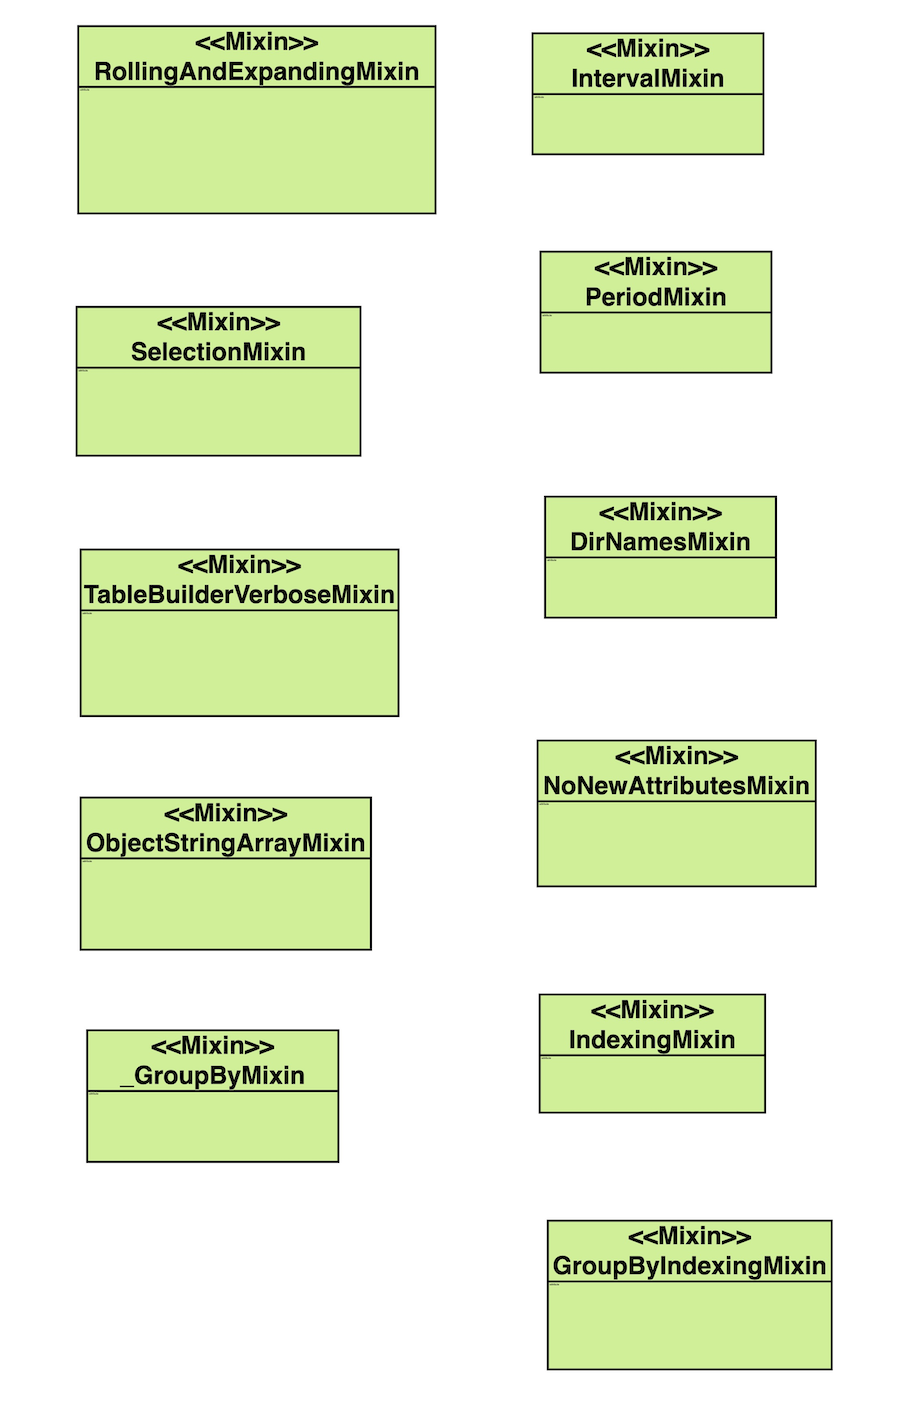 <<Mixin>>
RollingAndExpandingMixin
<<Mixin>>
SelectionMixin
<<Mixin>>
TableBuilderVerboseMixin
<<Mixin>>
ObjectStringArrayMixin
<<Mixin>>
_GroupByMixin
<<Mixin>>
IntervalMixin
<<Mixin>>
PeriodMixin
<<Mixin>>
DirNamesMixin
<<Mixin>>
NoNewAttributesMixin
<<Mixin>>
IndexingMixin
<<Mixin>>
GroupByIndexingMixin